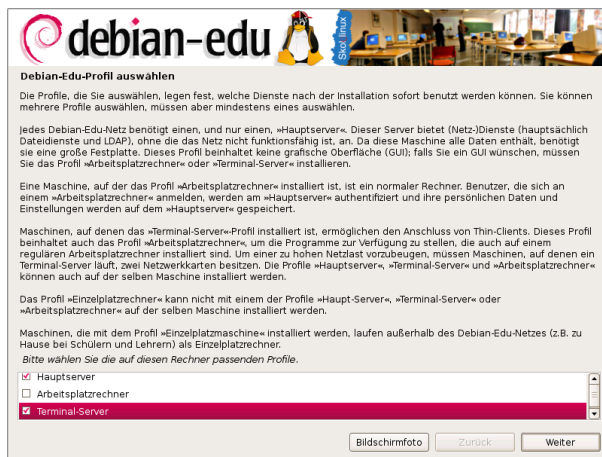 debian-edu
Skolelinux
Debian-Edu-Profil auswählen
Die Profile, die Sie auswählen, legen fest, welche Dienste nach der Installation sofort benutzt werden können. Sie können
mehrere Profile auswählen, müssen aber mindestens eines auswählen.
Jedes Debian-Edu-Netz benötigt einen, und nur einen, »Hauptserver«. Dieser Server bietet (Netz-)Dienste (hauptsächlich
Dateidienste und LDAP), ohne die das Netz nicht funktionsfähig ist, an. Da diese Maschine alle Daten enthält, benötigt
sie eine große Festplatte. Dieses Profil beinhaltet keine grafische Oberfläche (GUI); falls Sie ein GUI wünschen, müssen
Sie das Profil »Arbeitsplatzrechner« oder »Terminal-Server« installieren.
Eine Maschine, auf der das Profil »Arbeitsplatzrechner« installiert ist, ist ein normaler Rechner. Benutzer, die sich an
einem »Arbeitsplatzrechner« anmelden, werden am »Hauptserver« authentifiziert und ihre persönlichen Daten und
Einstellungen werden auf dem »Hauptserver« gespeichert.
Maschinen, auf denen das »Terminal-Server«-Profil installiert ist, ermöglichen den Anschluss von Thin-Clients. Dieses Profil
beinhaltet auch das Profil »Arbeitsplatzrechner«, um die Programme zur Verfügung zu stellen, die auch auf einem
regulären Arbeitsplatzrechner installiert sind. Um einer zu hohen Netzlast vorzubeugen, müssen Maschinen, auf denen ein
Terminal-Server läuft, zwei Netzwerkkarten besitzen. Die Profile »Hauptserver«, »Terminal-Server« und »Arbeitsplatzrechner«
können auch auf der selben Maschine installiert werden.
Das Profil »Einzelplatzrechner« kann nicht mit einem der Profile »Haupt-Server«, »Terminal-Server« oder
»Arbeitsplatzrechner« auf der selben Maschine installiert werden.
Maschinen, die mit dem Profil »Einzelplatzmaschine« installiert werden, laufen außerhalb des Debian-Edu-Netzes (z.B. zu
Hause bei Schülern und Lehrern) als Einzelplatzrechner.
Bitte wählen Sie die auf diesen Rechner passenden Profile.
Hauptserver
Arbeitsplatzrechner
Terminal-Server
Bildschirmfoto
Zurück
Weiter